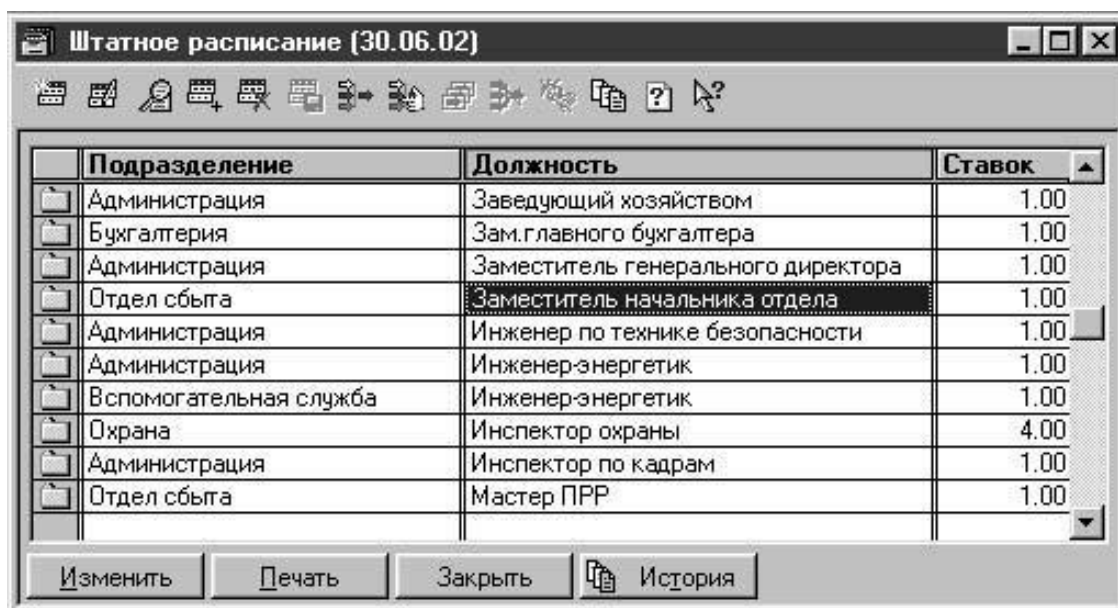 Штатное расписание (30.06.02)
Подразделение Должность Ставок
Администрация Заведующий хозяйством 1.00
Бухгалтерия Зам.главного бухгалтера 1.00
Администрация Заместитель генерального директора 1.00
Отдел сбыта Заместитель начальника отдела 1.00
Администрация Инженер по технике безопасности 1.00
Администрация Инженер-энергетик 1.00
Вспомогательная служба Инженер-энергетик 1.00
Охрана Инспектор охраны 4.00
Администрация Инспектор по кадрам 1.00
Отдел сбыта Мастер ПРР 1.00
Изменить Печать Закрыть История